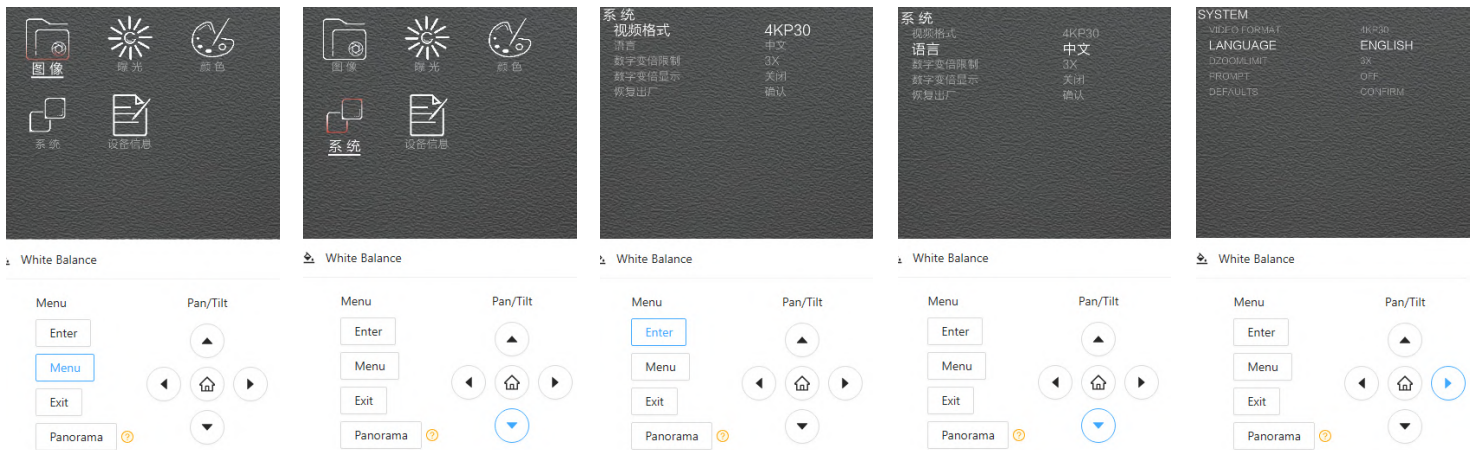 图像 曝光 颜色
系统 设备信息
White Balance
Menu Pan/Tilt
Enter
Menu
Exit
Panorama ?
图像 曝光 颜色
系统 设备信息
White Balance
Menu Pan/Tilt
Enter
Menu
Exit
Panorama ?
系统
视频格式 4KP30
语言 中文
数字变倍限制 3X
数字变倍显示 关闭
恢复出厂 确认
White Balance
Menu Pan/Tilt
Enter
Menu
Exit
Panorama ?
系统
视频格式 4KP30
语言 中文
数字变倍限制 3X
数字变倍显示 关闭
恢复出厂 确认
White Balance
Menu Pan/Tilt
Enter
Menu
Exit
Panorama ?
SYSTEM
VIDEO FORMAT 4KP30
LANGUAGE ENGLISH
DZOOMLIMIT 3X
PROMPT OFF
DEFAULTS CONFIRM
White Balance
Menu Pan/Tilt
Enter
Menu
Exit
Panorama ?